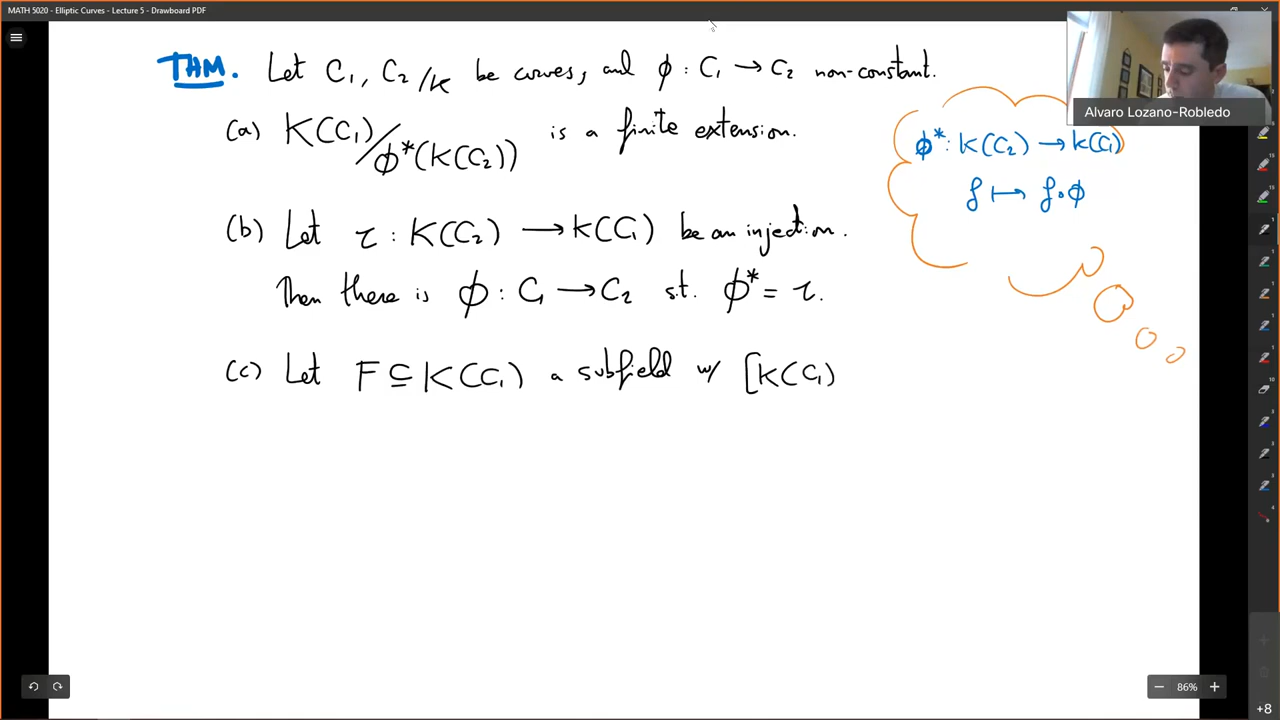 MATH 5020 - Elliptic Curves - Lecture 5 - Drawboard PDF
THM. Let C₁, C₂/K be curves, and φ : C₁ → C₂ non-constant.
Alvaro Lozano-Robledo
(a) K(C₁)/φ*(K(C₂)) is a finite extension.
φ* : K(C₂) → K(C₁)
f ↦ f∘φ
(b) Let τ : K(C₂) → K(C₁) be an injection.
Then there is φ : C₁ → C₂ s.t. φ* = τ.
(c) Let F ⊆ K(C₁) a subfield w/ [K(C₁)
86%
+8